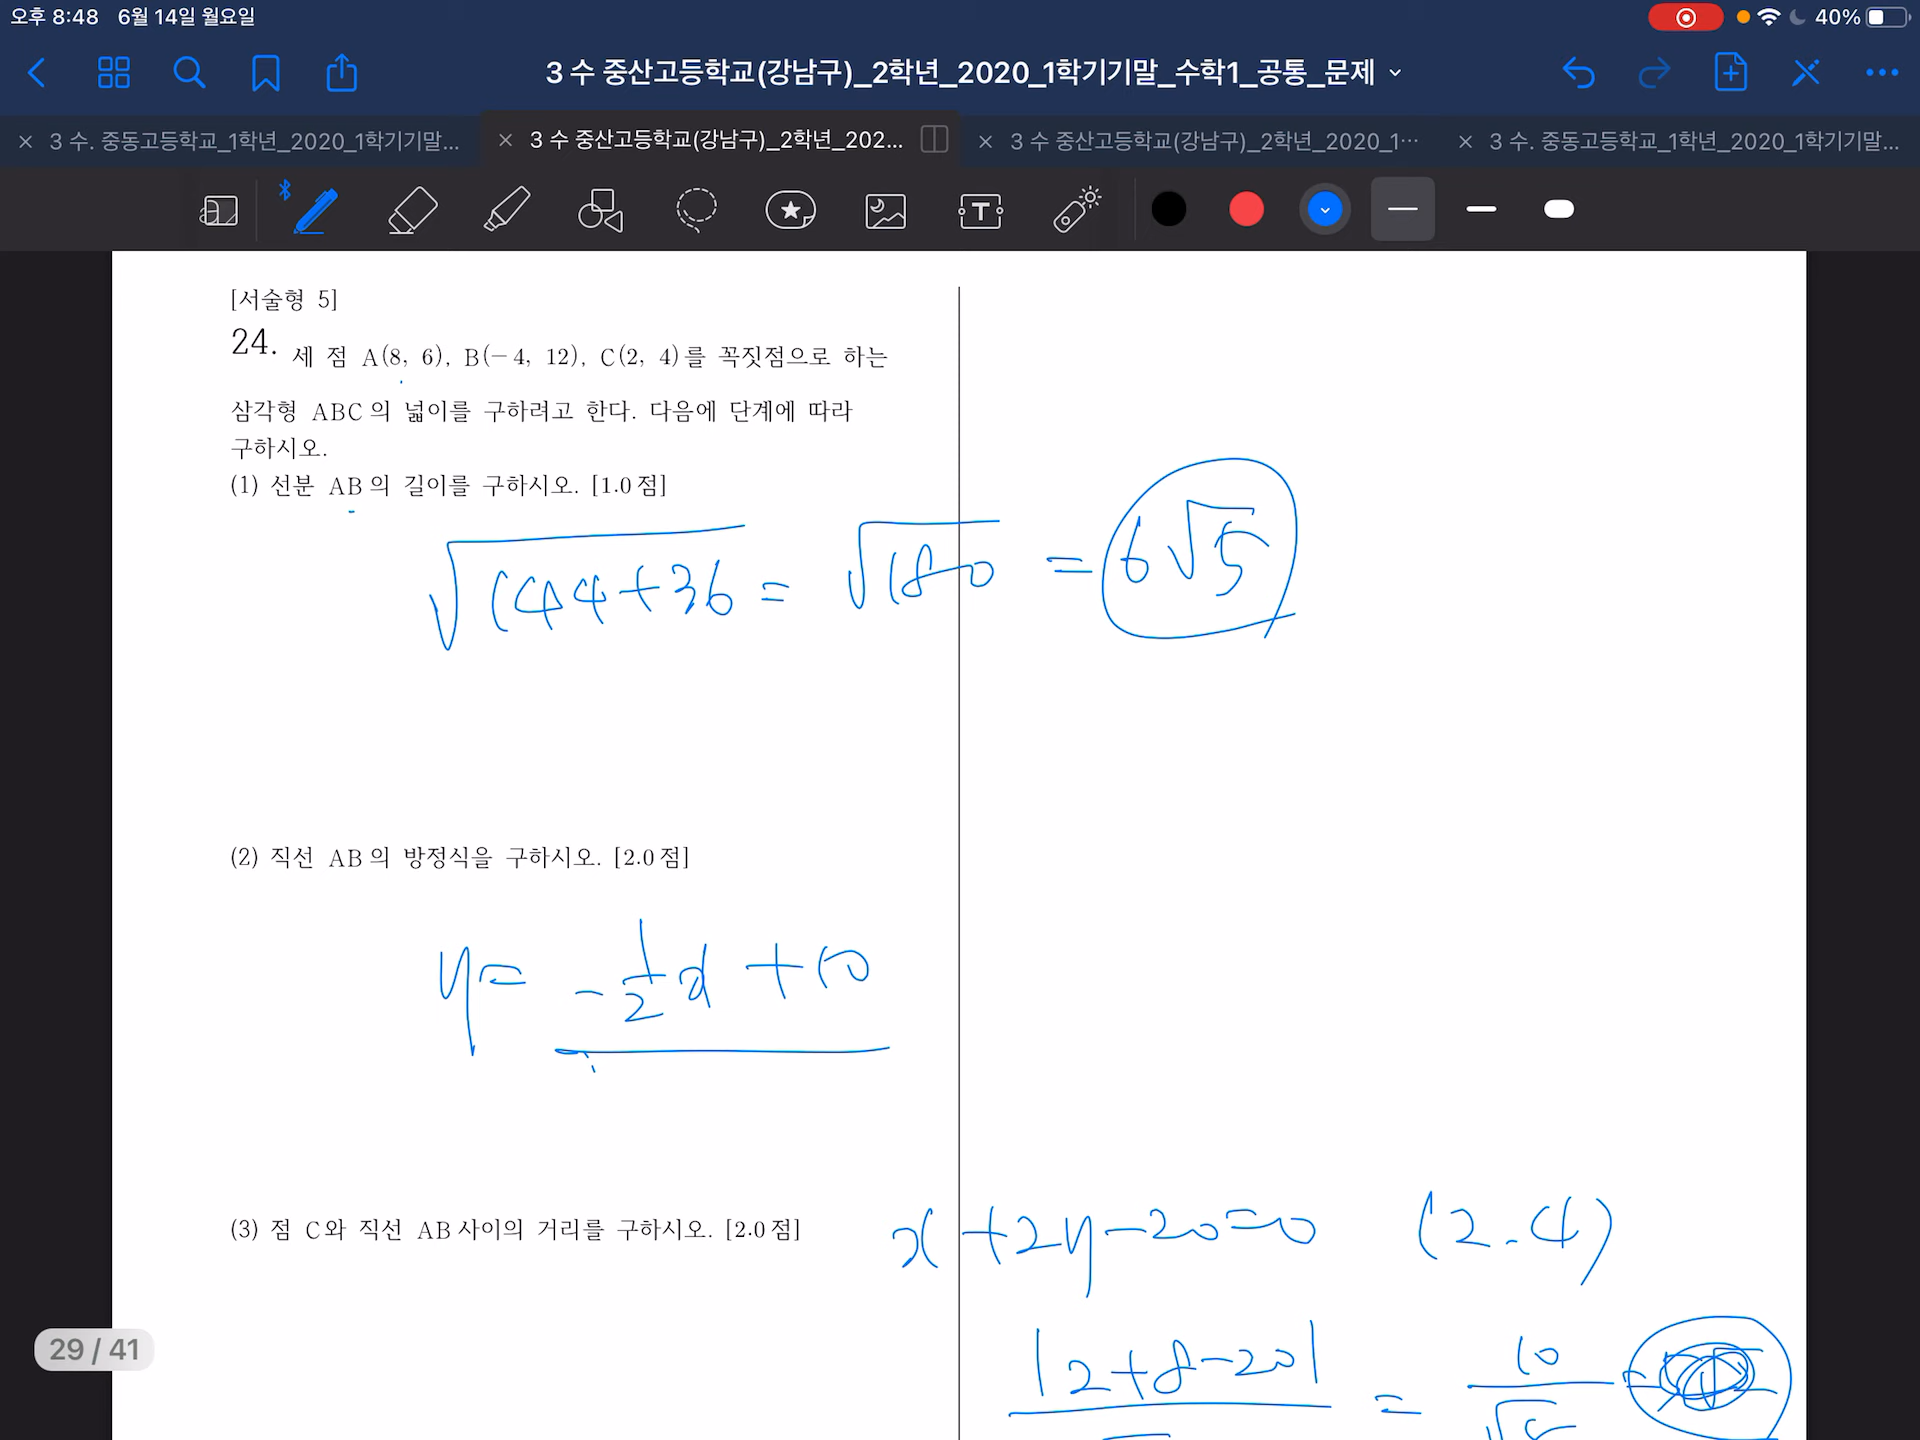 오후 8:48 6월 14일 월요일 40%
3 수 중산고등학교(강남구)_2학년_2020_1학기기말_수학1_공통_문제
3 수. 중동고등학교_1학년_2020_1학기기말... 3 수 중산고등학교(강남구)_2학년_202... 3 수 중산고등학교(강남구)_2학년_2020_1... 3 수. 중동고등학교_1학년_2020_1학기기말...
[서술형 5]
24. 세 점 A(8, 6), B(-4, 12), C(2, 4)를 꼭짓점으로 하는
삼각형 ABC의 넓이를 구하려고 한다. 다음에 단계에 따라
구하시오.
(1) 선분 AB의 길이를 구하시오. [1.0점]
√144+36 = √180 = 6√5
(2) 직선 AB의 방정식을 구하시오. [2.0점]
y= -1/2 x +10
(3) 점 C와 직선 AB사이의 거리를 구하시오. [2.0점]
x+2y-20=0 (2.4)
|2+8-20| = 10
29 / 41